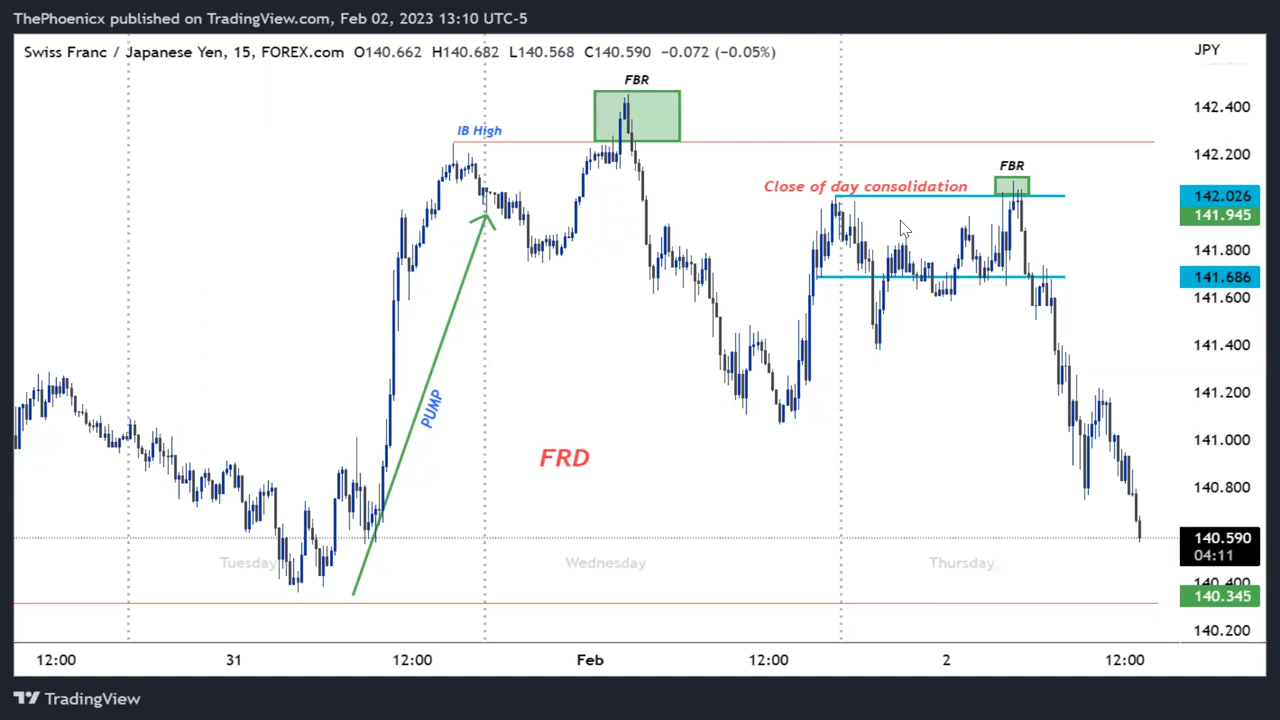 ThePhoenicx published on TradingView.com, Feb 02, 2023 13:10 UTC-5
Swiss Franc / Japanese Yen, 15, FOREX.com O140.662 H140.682 L140.568 C140.590 −0.072 (−0.05%)
JPY
FBR
142.400
IB High
142.200
FBR
Close of day consolidation
142.026
141.945
141.800
141.686
141.600
141.400
141.200
PUMP
141.000
FRD
140.800
140.590
04:11
Tuesday
Wednesday
Thursday
140.400
140.345
140.200
12:00
31
12:00
Feb
12:00
2
12:00
TradingView